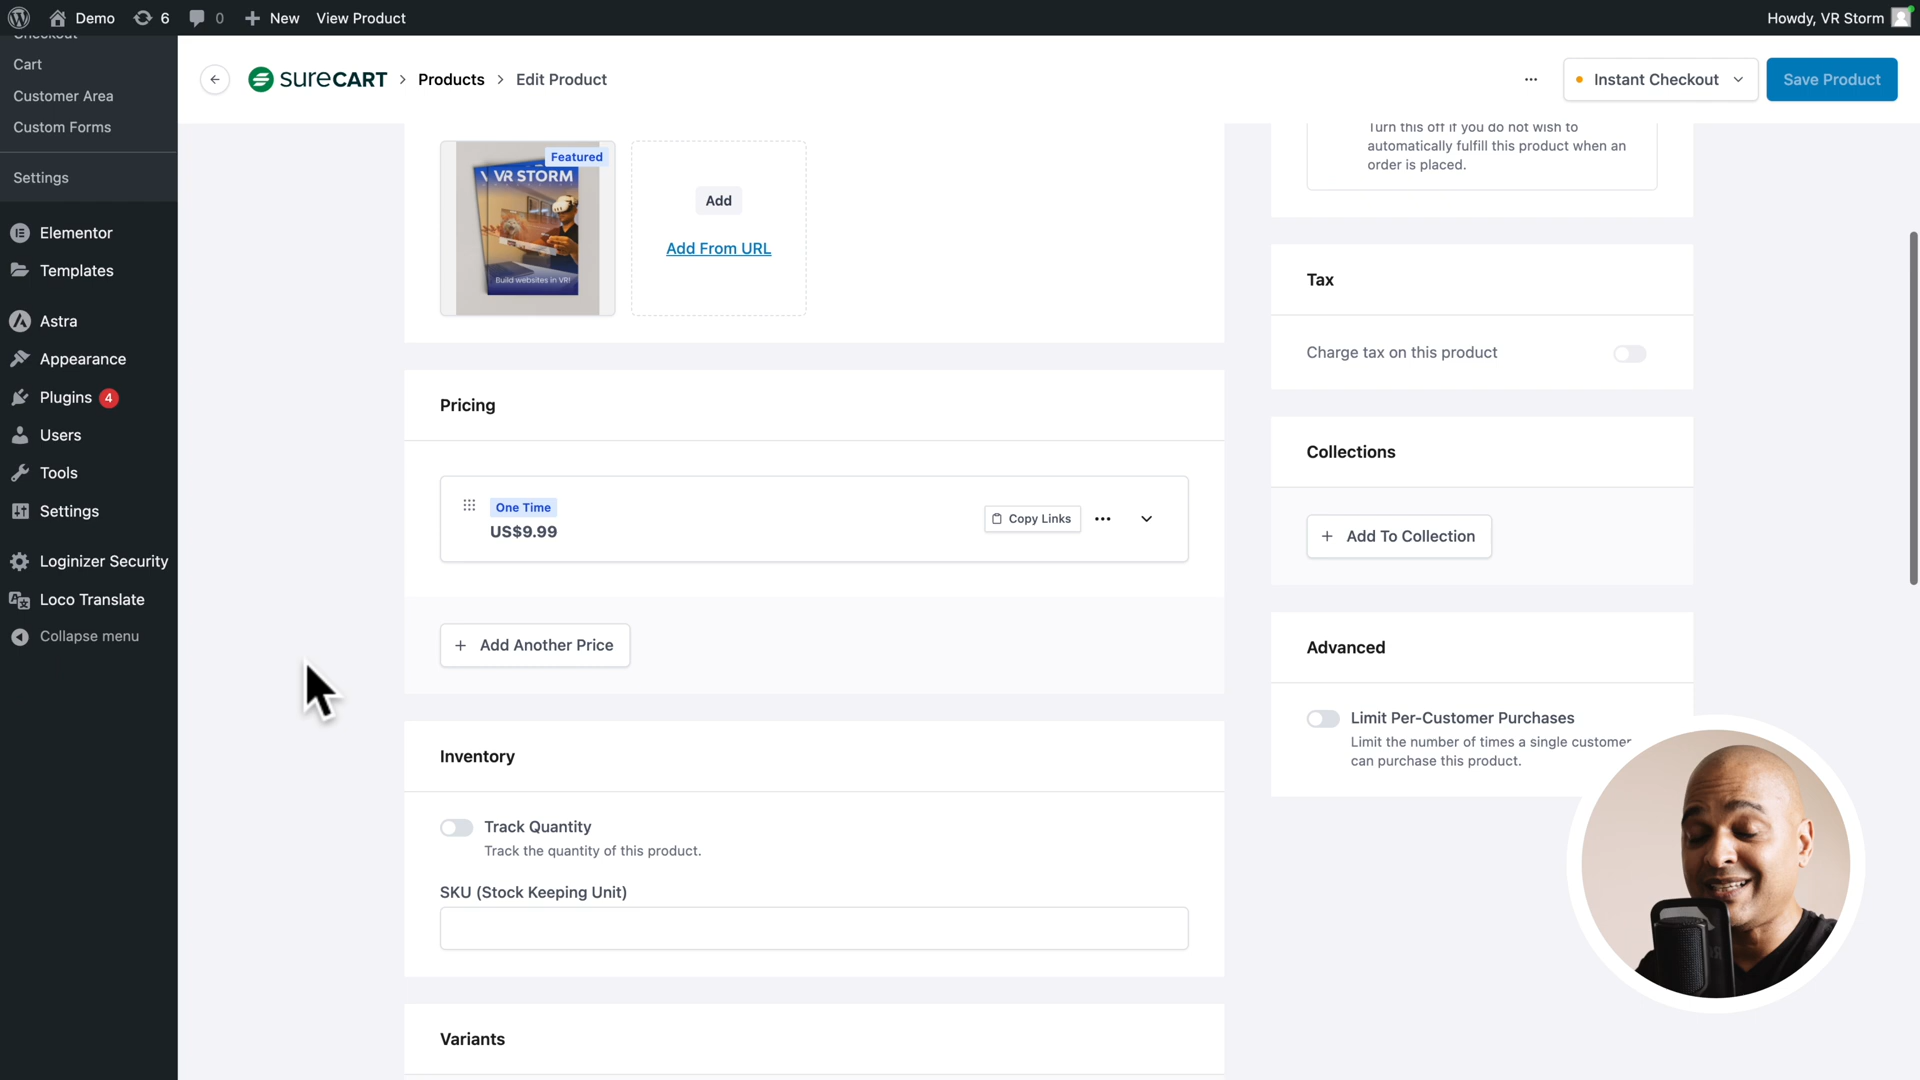 Demo 6 0 New View Product Howdy, VR Storm
Checkout
Cart
Customer Area
Custom Forms
Settings
Elementor
Templates
Astra
Appearance
Plugins 4
Users
Tools
Settings
Loginizer Security
Loco Translate
Collapse menu
SURECART > Products > Edit Product
Instant Checkout
Save Product
Featured
VR STORM
Build websites in VR!
Add
Add From URL
Pricing
One Time
US$9.99
Copy Links
Add Another Price
Inventory
Track Quantity
Track the quantity of this product.
SKU (Stock Keeping Unit)
Variants
Turn this off if you do not wish to
automatically fulfill this product when an
order is placed.
Tax
Charge tax on this product
Collections
Add To Collection
Advanced
Limit Per-Customer Purchases
Limit the number of times a single customer
can purchase this product.